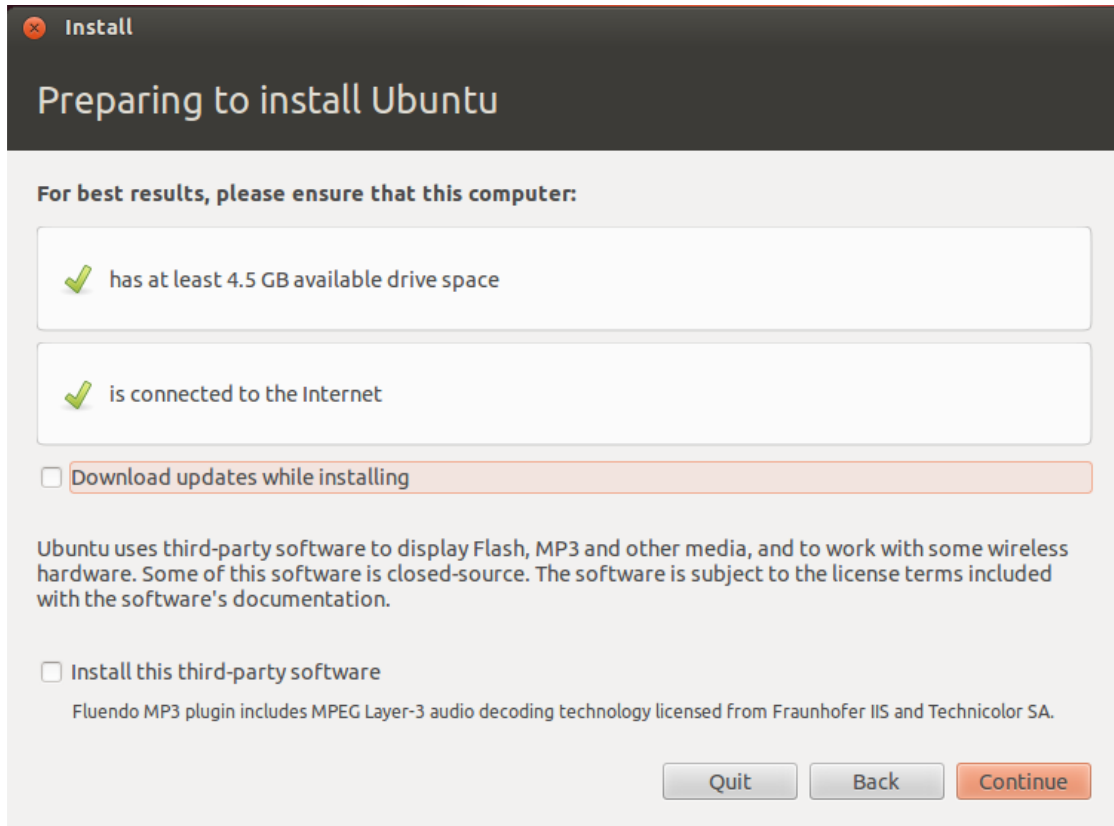 Install
Preparing to install Ubuntu
For best results, please ensure that this computer:
has at least 4.5 GB available drive space
is connected to the Internet
Download updates while installing
Ubuntu uses third-party software to display Flash, MP3 and other media, and to work with some wireless
hardware. Some of this software is closed-source. The software is subject to the license terms included
with the software's documentation.
Install this third-party software
Fluendo MP3 plugin includes MPEG Layer-3 audio decoding technology licensed from Fraunhofer IIS and Technicolor SA.
Quit Back Continue